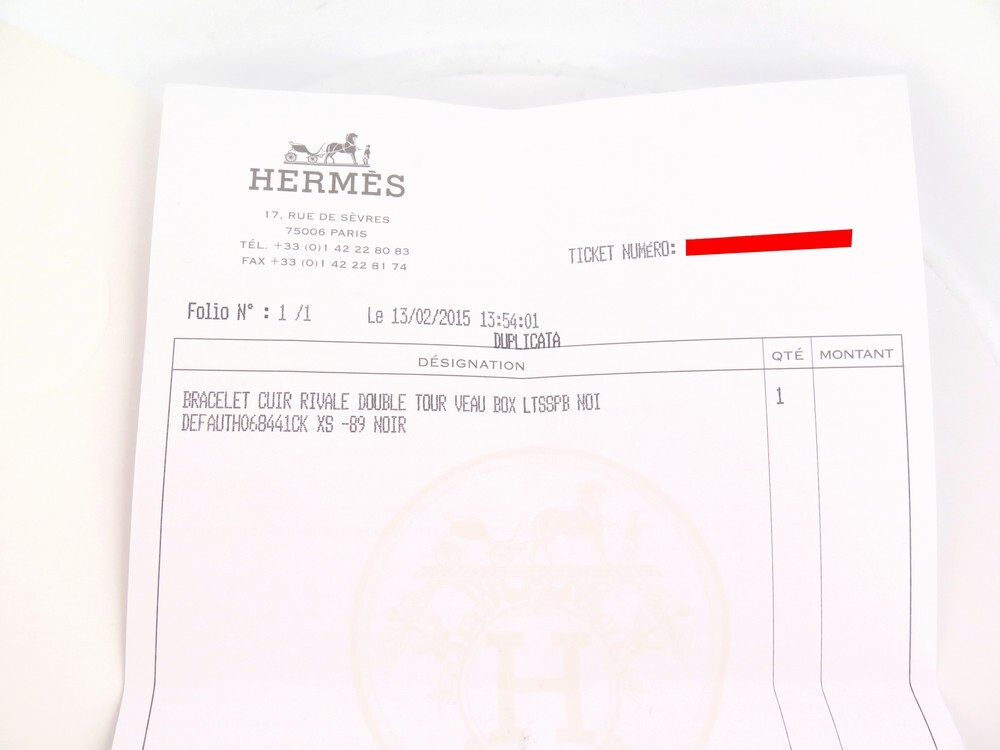 HERMÈS
17, RUE DE SÈVRES
75006 PARIS
TÉL. +33 (0)1 42 22 80 83
FAX +33 (0)1 42 22 81 74
TICKET NUMÉRO:
Folio N° : 1 /1 Le 13/02/2015 13:54:01
DUPLICATA
DÉSIGNATION QTÉ MONTANT
BRACELET CUIR RIVALE DOUBLE TOUR VEAU BOX LTSSPB NOI 1
DEFAUTH068441CK XS -89 NOIR
H